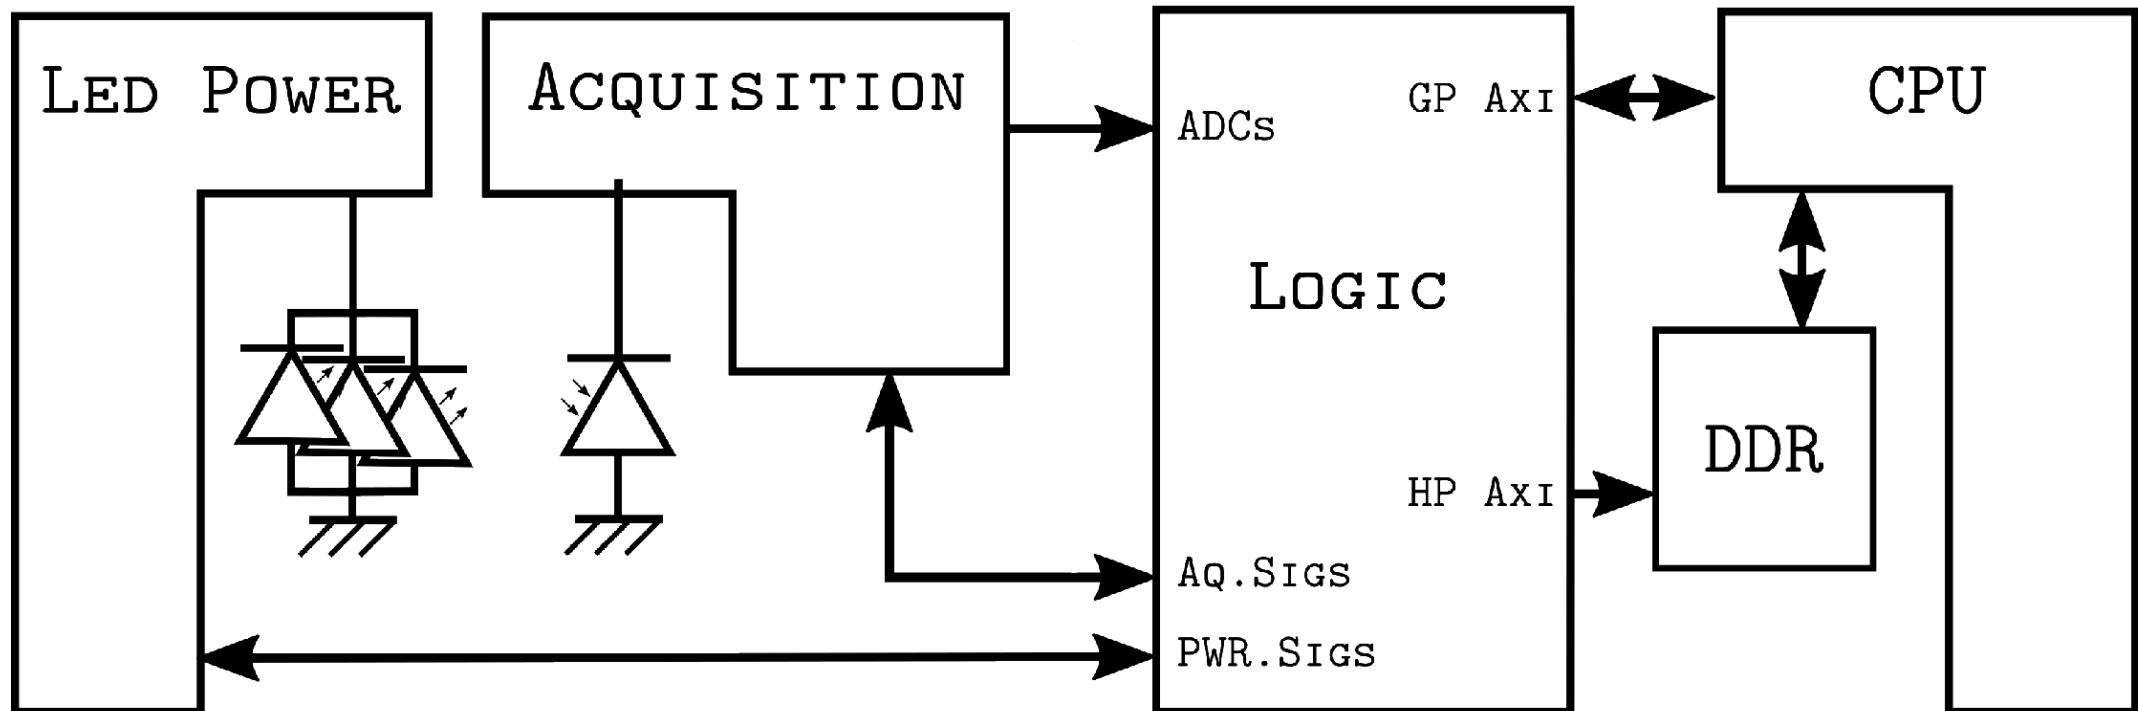 Led Power
Acquisition
ADCs
GP Axi
CPU
Logic
DDR
HP Axi
Aq.Sigs
PWR.Sigs